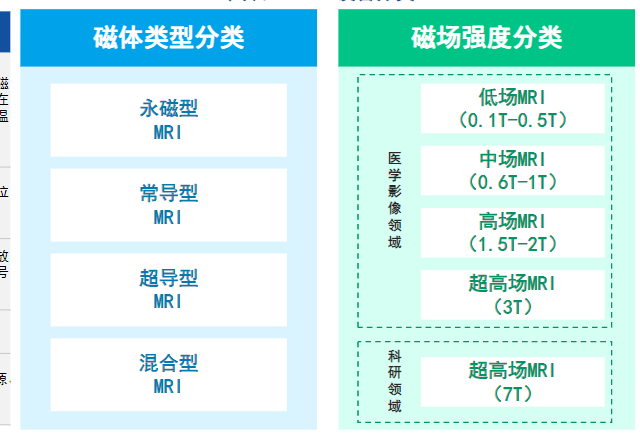 磁体类型分类
永磁型
MRI
常导型
MRI
超导型
MRI
混合型
MRI
磁场强度分类
医学影像领域
低场MRI
（0.1T-0.5T）
中场MRI
（0.6T-1T）
高场MRI
（1.5T-2T）
超高场MRI
（3T）
科研领域
超高场MRI
（7T）
磁
在
温
位
放
号
源、